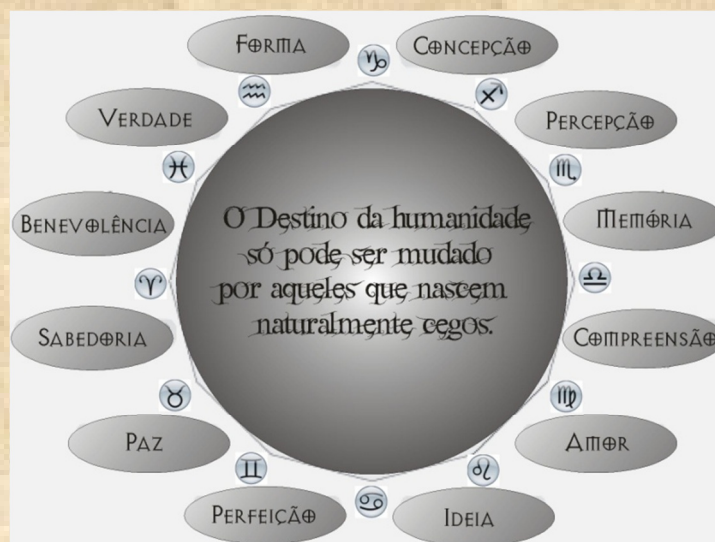 Forma
Concepção
Verdade
Percepção
Benevolência
Memória
O Destino da humanidade
só pode ser mudado
por aqueles que nascem
naturalmente cegos.
Sabedoria
Compreensão
Paz
Amor
Perfeição
Ideia